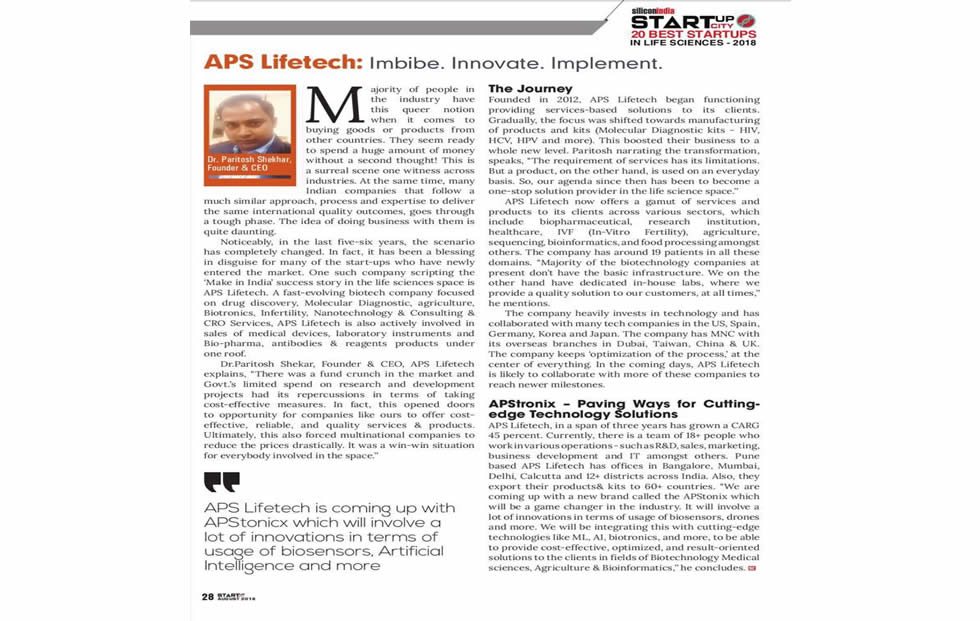 siliconindia
STARTUP
CITY
20 BEST STARTUPS
IN LIFE SCIENCES - 2018
APS Lifetech: Imbibe. Innovate. Implement.
Dr. Paritosh Shekhar,
Founder & CEO
Majority of people in
the industry have
this queer notion
when it comes to
buying goods or products from
other countries. They seem ready
to spend a huge amount of money
without a second thought! This is
a surreal scene one witness across
industries. At the same time, many
Indian companies that follow a
much similar approach, process and expertise to deliver
the same international quality outcomes, goes through
a tough phase. The idea of doing business with them is
quite daunting.
Noticeably, in the last five-six years, the scenario
has completely changed. In fact, it has been a blessing
in disguise for many of the start-ups who have newly
entered the market. One such company scripting the
'Make in India' success story in the life sciences space is
APS Lifetech. A fast-evolving biotech company focused
on drug discovery, Molecular Diagnostic, agriculture,
Biotronics, Infertility, Nanotechnology & Consulting &
CRO Services, APS Lifetech is also actively involved in
sales of medical devices, laboratory instruments and
Bio-pharma, antibodies & reagents products under
one roof.
Dr.Paritosh Shekar, Founder & CEO, APS Lifetech
explains, "There was a fund crunch in the market and
Govt.'s limited spend on research and development
projects had its repercussions in terms of taking
cost-effective measures. In fact, this opened doors
to opportunity for companies like ours to offer cost-
effective, reliable, and quality services & products.
Ultimately, this also forced multinational companies to
reduce the prices drastically. It was a win-win situation
for everybody involved in the space."
APS Lifetech is coming up with
APStonicx which will involve a
lot of innovations in terms of
usage of biosensors, Artificial
Intelligence and more
The Journey
Founded in 2012, APS Lifetech began functioning
providing services-based solutions to its clients.
Gradually, the focus was shifted towards manufacturing
of products and kits (Molecular Diagnostic kits - HIV,
HCV, HPV and more). This boosted their business to a
whole new level. Paritosh narrating the transformation,
speaks, "The requirement of services has its limitations.
But a product, on the other hand, is used on an everyday
basis. So, our agenda since then has been to become a
one-stop solution provider in the life science space."
APS Lifetech now offers a gamut of services and
products to its clients across various sectors, which
include biopharmaceutical, research institution,
healthcare, IVF (In-Vitro Fertility), agriculture,
sequencing, bioinformatics, and food processing amongst
others. The company has around 19 patients in all these
domains. "Majority of the biotechnology companies at
present don't have the basic infrastructure. We on the
other hand have dedicated in-house labs, where we
provide a quality solution to our customers, at all times,"
he mentions.
The company heavily invests in technology and has
collaborated with many tech companies in the US, Spain,
Germany, Korea and Japan. The company has MNC with
its overseas branches in Dubai, Taiwan, China & UK.
The company keeps 'optimization of the process,' at the
center of everything. In the coming days, APS Lifetech
is likely to collaborate with more of these companies to
reach newer milestones.
APStronix – Paving Ways for Cutting-
edge Technology Solutions
APS Lifetech, in a span of three years has grown a CARG
45 percent. Currently, there is a team of 18+ people who
work in various operations - such as R&D, sales, marketing,
business development and IT amongst others. Pune
based APS Lifetech has offices in Bangalore, Mumbai,
Delhi, Calcutta and 12+ districts across India. Also, they
export their products& kits to 60+ countries. "We are
coming up with a new brand called the APStonix which
will be a game changer in the industry. It will involve a
lot of innovations in terms of usage of biosensors, drones
and more. We will be integrating this with cutting-edge
technologies like ML, AI, biotronics, and more, to be able
to provide cost-effective, optimized, and result-oriented
solutions to the clients in fields of Biotechnology Medical
sciences, Agriculture & Bioinformatics," he concludes.
28 STARTUP
AUGUST 2018